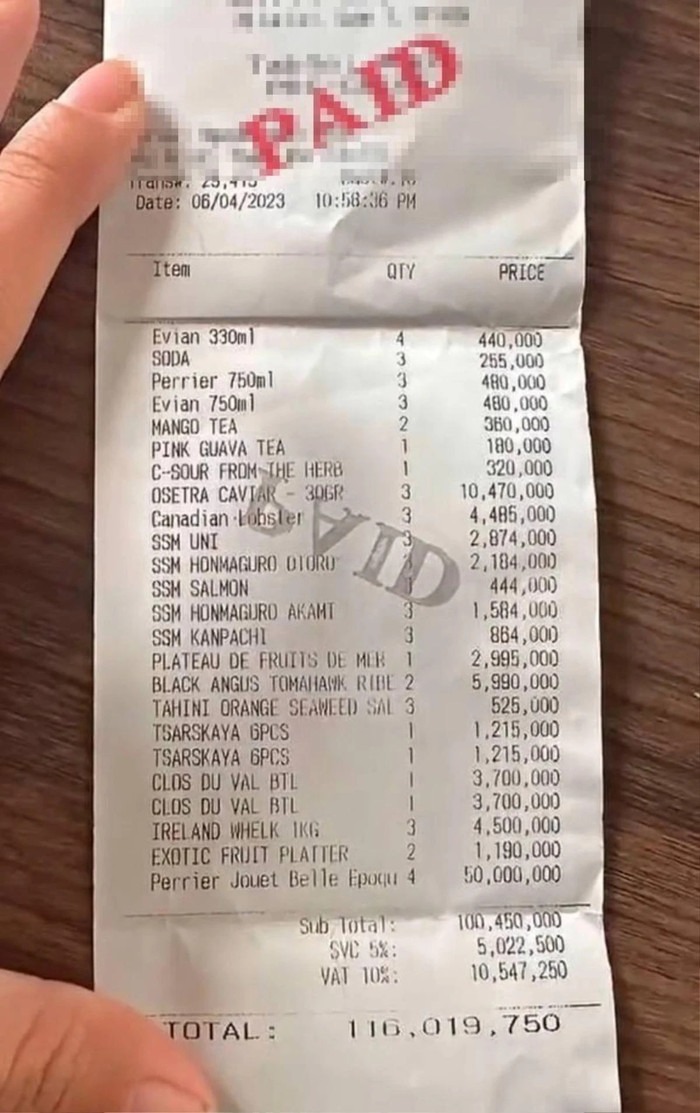 PAID
Date: 06/04/2023 10:58:36 PM
Item QTY PRICE
Evian 330ml 4 440,000
SODA 3 255,000
Perrier 750ml 3 480,000
Evian 750ml 3 480,000
MANGO TEA 2 360,000
PINK GUAVA TEA 1 180,000
C-SOUR FROM THE HERB 1 320,000
OSETRA CAVIAR - 30GR 3 10,470,000
Canadian Lobster 3 4,485,000
SSM UNI 3 2,874,000
SSM HONMAGURO OTORO 2,184,000
SSM SALMON 444,000
SSM HONMAGURO AKAMI 3 1,584,000
SSM KANPACHI 3 864,000
PLATEAU DE FRUITS DE MER 1 2,995,000
BLACK ANGUS TOMAHAWK RIBE 2 5,990,000
TAHINI ORANGE SEAWEED SAL 3 525,000
TSARSKAYA 6PCS 1 1,215,000
TSARSKAYA 6PCS 1 1,215,000
CLOS DU VAL BTL 1 3,700,000
CLOS DU VAL BTL 1 3,700,000
IRELAND WHELK 1KG 3 4,500,000
EXOTIC FRUIT PLATTER 2 1,190,000
Perrier Jouet Belle Epoqu 4 50,000,000
PAID
Sub Total: 100,450,000
SVC 5%: 5,022,500
VAT 10%: 10,547,250
TOTAL: 116,019,750